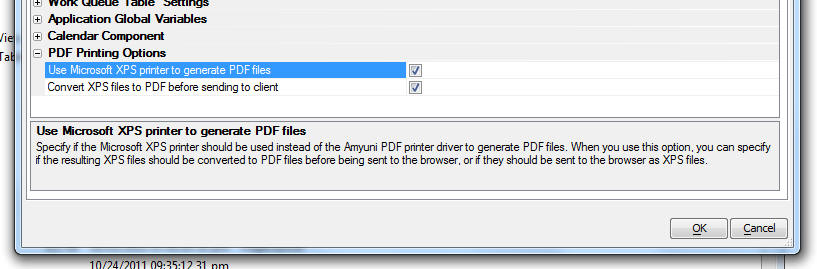 Work Queue Table Settings
Application Global Variables
Calendar Component
PDF Printing Options
Use Microsoft XPS printer to generate PDF files
Convert XPS files to PDF before sending to client
Use Microsoft XPS printer to generate PDF files
Specify if the Microsoft XPS printer should be used instead of the Amyuni PDF printer driver to generate PDF files. When you use this option, you can specify
if the resulting XPS files should be converted to PDF files before being sent to the browser, or if they should be sent to the browser as XPS files.
OK Cancel
10/24/2011 09:35:12.31 pm